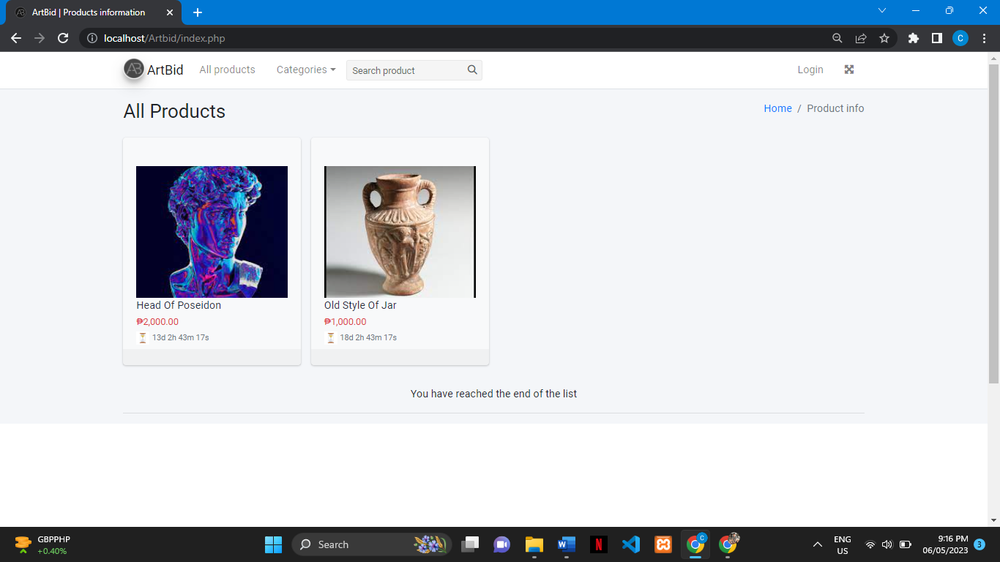 ArtBid | Products information
localhost/Artbid/index.php
C
AB ArtBid All products Categories Search product Login
All Products
Home / Product info
Head Of Poseidon
₱2,000.00
13d 2h 43m 17s
Old Style Of Jar
₱1,000.00
18d 2h 43m 17s
You have reached the end of the list
GBPPHP
+0.40%
Search
W
N
C
ENG
US
9:16 PM
06/05/2023
3